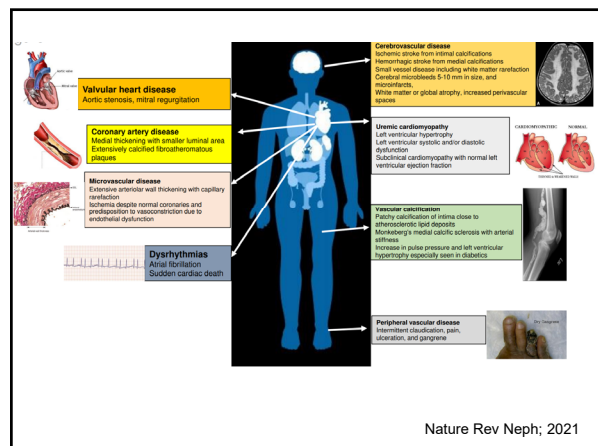 Valvular heart disease
Aortic stenosis, mitral regurgitation
Coronary artery disease
Medial thickening with smaller luminal area
Extensively calcified fibroatheromatous
plaques
Microvascular disease
Extensive arteriolar wall thickening with capillary
rarefaction
Ischemia despite normal coronaries and
predisposition to vasoconstriction due to
endothelial dysfunction
Dysrhythmias
Atrial fibrillation
Sudden cardiac death
Cerebrovascular disease
Ischemic stroke from intimal calcifications
Hemorrhagic stroke from medial calcifications
Small vessel disease including white matter rarefaction
Cerebral microbleeds 5-10 mm in size, and
microinfarcts,
White matter or global atrophy, increased perivascular
spaces
A
Uremic cardiomyopathy
Left ventricular hypertrophy
Left ventricular systolic and/or diastolic
dysfunction
Subclinical cardiomyopathy with normal left
ventricular ejection fraction
CARDIOMYOPATHIC NORMAL
Vascular calcification
Patchy calcification of intima close to
atherosclerotic lipid deposits
Monkeberg's medial calcific sclerosis with arterial
stiffness
Increase in pulse pressure and left ventricular
hypertrophy especially seen in diabetics
Peripheral vascular disease
Intermittent claudication, pain,
ulceration, and gangrene
Dry Gangrene
Nature Rev Neph; 2021